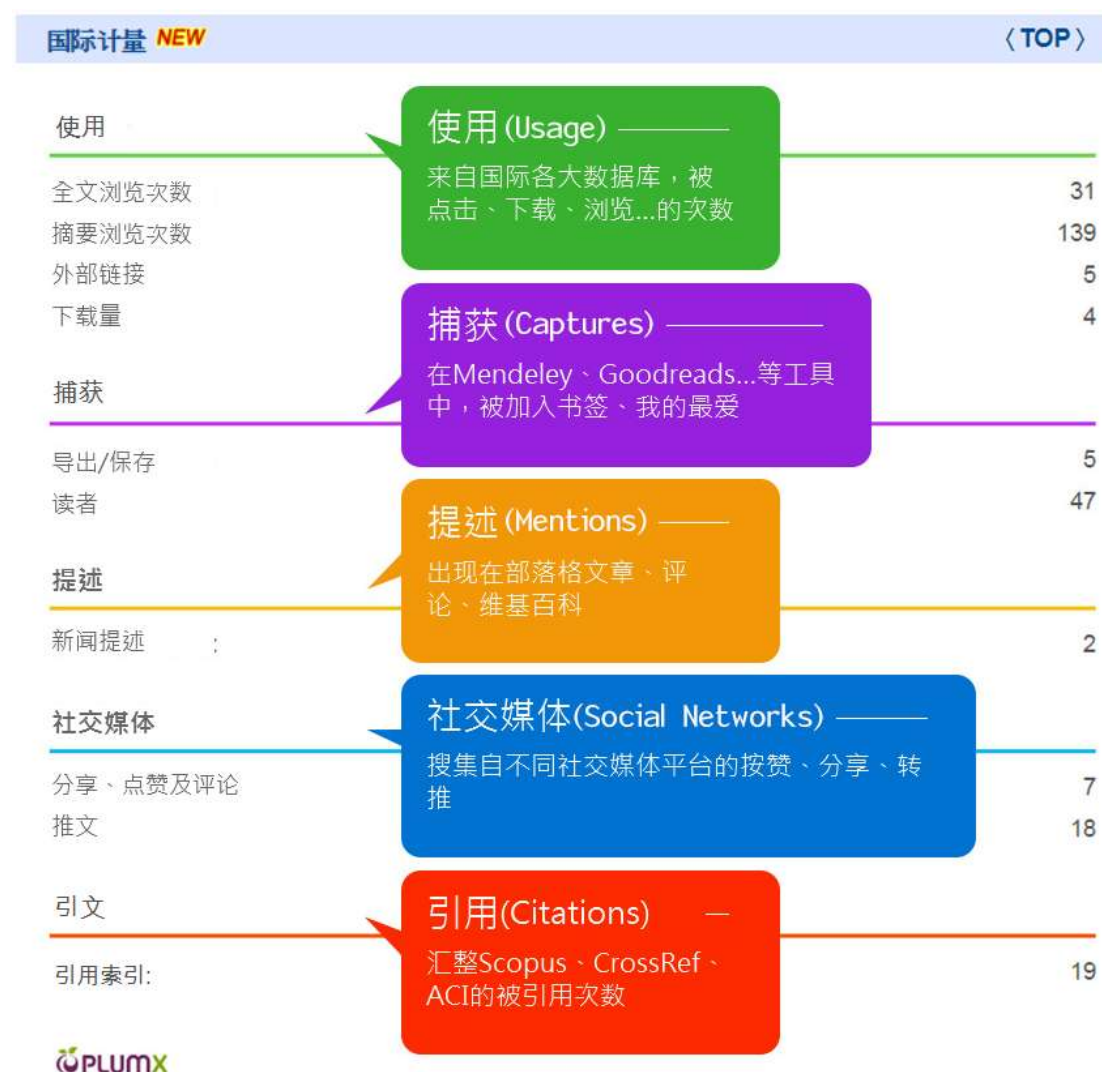 国际计量 NEW 〈TOP〉
使用
使用(Usage)
来自国际各大数据库，被
点击、下载、浏览...的次数
全文浏览次数 31
摘要浏览次数 139
外部链接 5
下载量 4
捕获
捕获(Captures)
在Mendeley、Goodreads...等工具
中，被加入书签、我的最爱
导出/保存 5
读者 47
提述
提述(Mentions)
出现在部落格文章、评
论、维基百科
新闻提述 : 2
社交媒体
社交媒体(Social Networks)
搜集自不同社交媒体平台的按赞、分享、转
推
分享、点赞及评论 7
推文 18
引文
引用(Citations)
汇整Scopus、CrossRef、
ACI的被引用次数
引用索引: 19
PLUMX